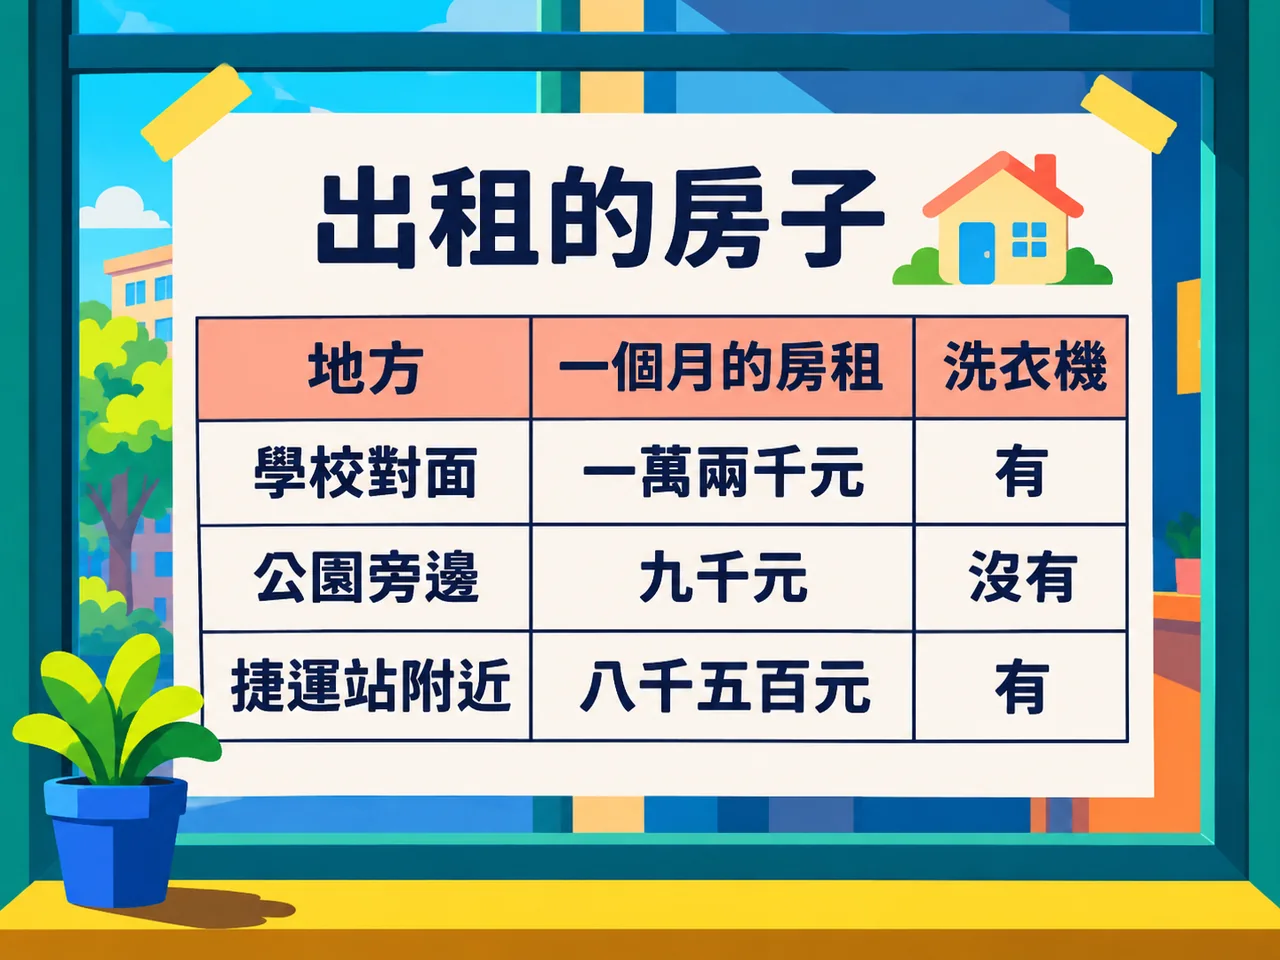 出租的房子
地方 一個月的房租 洗衣機
學校對面 一萬兩千元 有
公園旁邊 九千元 沒有
捷運站附近 八千五百元 有